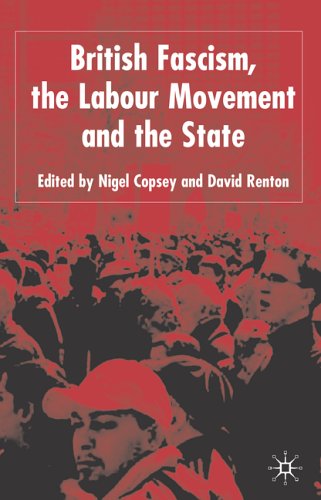 British Fascism,
the Labour Movement
and the State
Edited by Nigel Copsey and David Renton